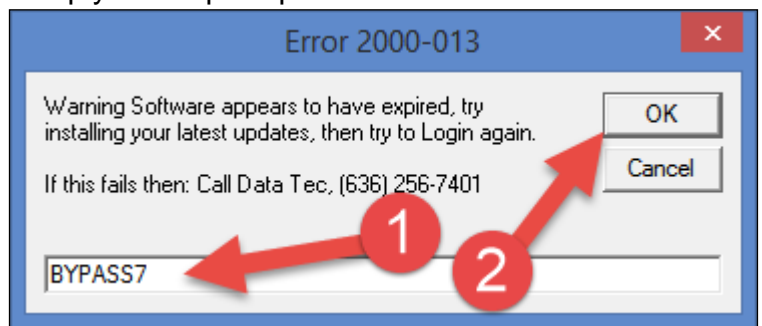 Error 2000-013
Warning Software appears to have expired, try
installing your latest updates, then try to Login again.
If this fails then: Call Data Tec, (636) 256-7401
OK
Cancel
BYPASS7
1
2